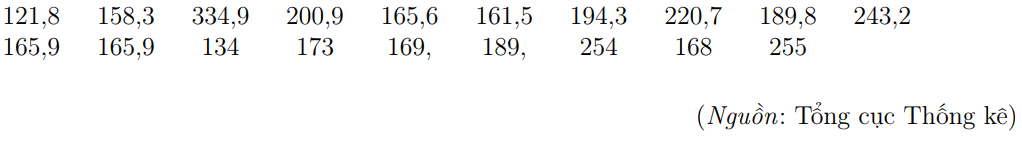 121,8 158,3 334,9 200,9 165,6 161,5 194,3 220,7 189,8 243,2
165,9 165,9 134 173 169, 189, 254 168 255
(Nguồn: Tổng cục Thống kê)